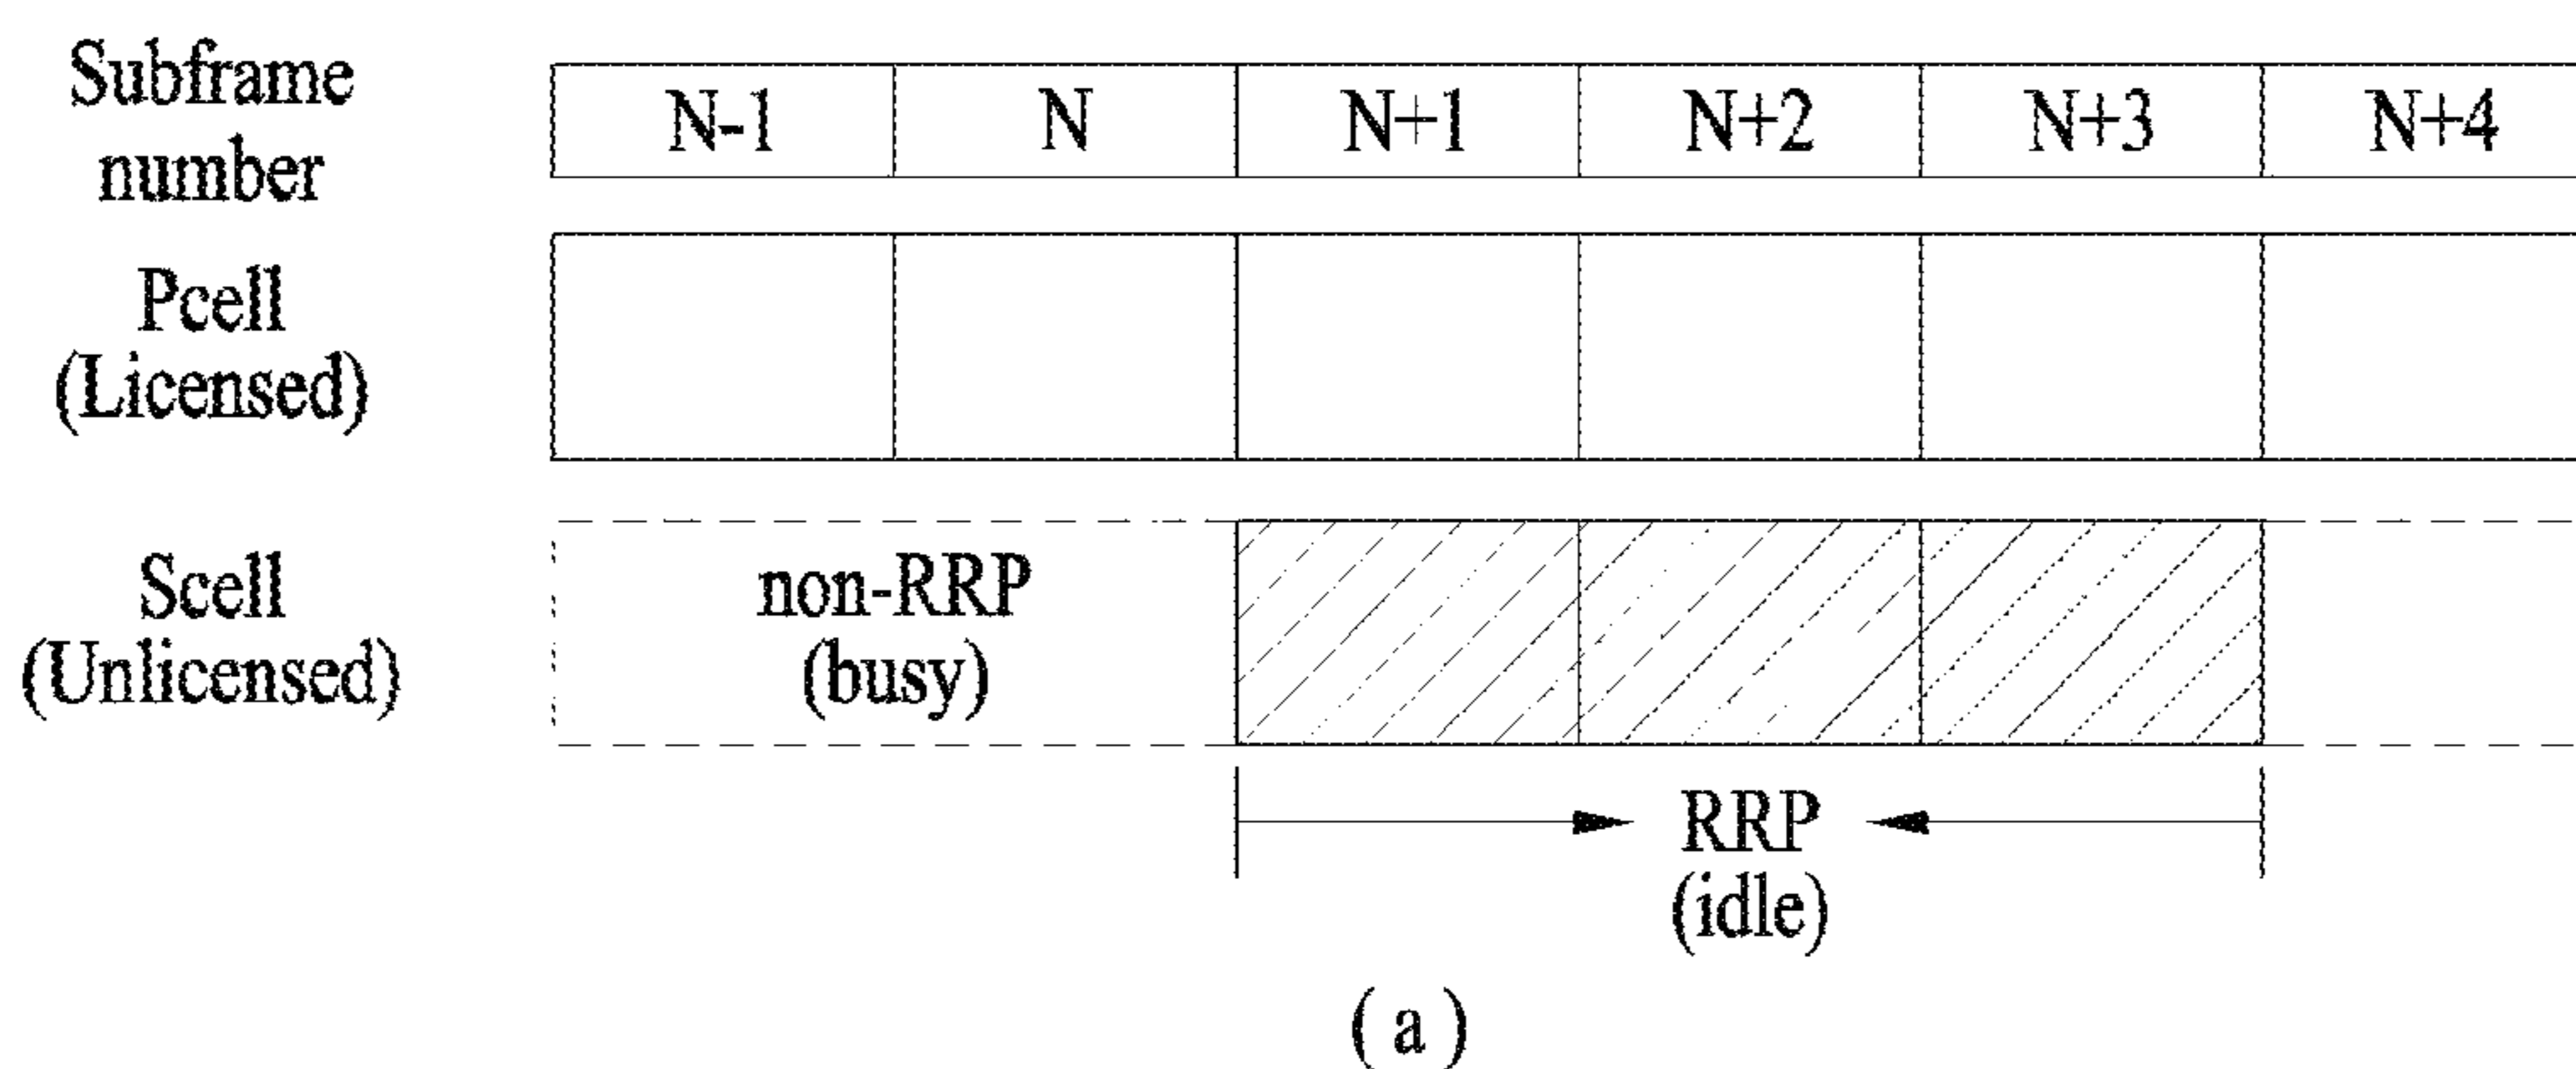 Subframe
number
N-1 N N+1 N+2 N+3 N+4
Pcell
(Licensed)
Scell
(Unlicensed)
non-RRP
(busy)
RRP
(idle)
( a )